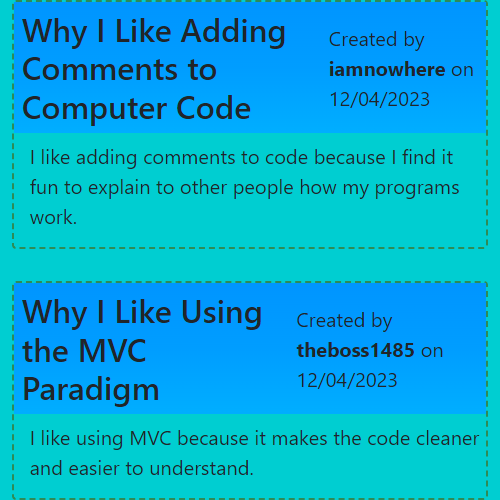 Why I Like Adding
Comments to
Computer Code
Created by
iamnowhere on
12/04/2023
I like adding comments to code because I find it
fun to explain to other people how my programs
work.
Why I Like Using
the MVC
Paradigm
Created by
theboss1485 on
12/04/2023
I like using MVC because it makes the code cleaner
and easier to understand.